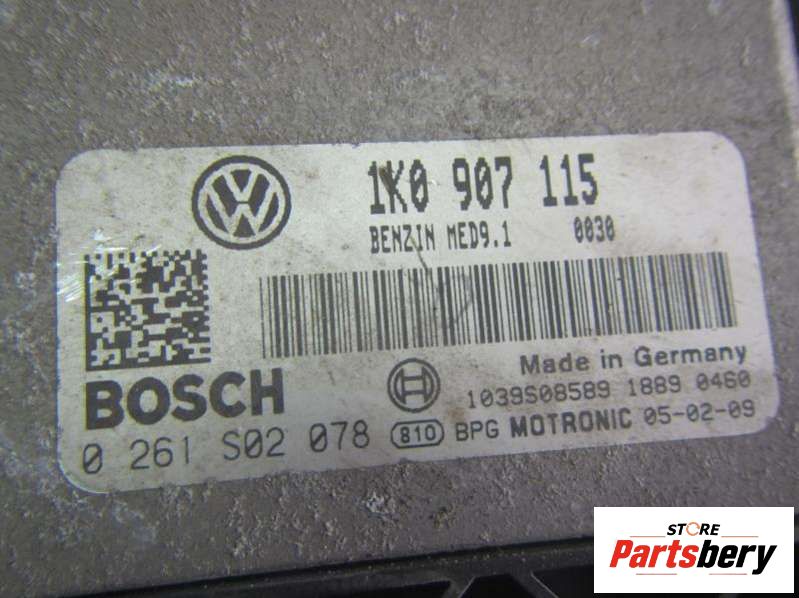 1K0 907 115
BENZIN MED9.1 0030
Made in Germany
BOSCH
1039S08589 1889 0460
0 261 S02 078 810 BPG MOTRONIC 05-02-09
STORE
Partsbery